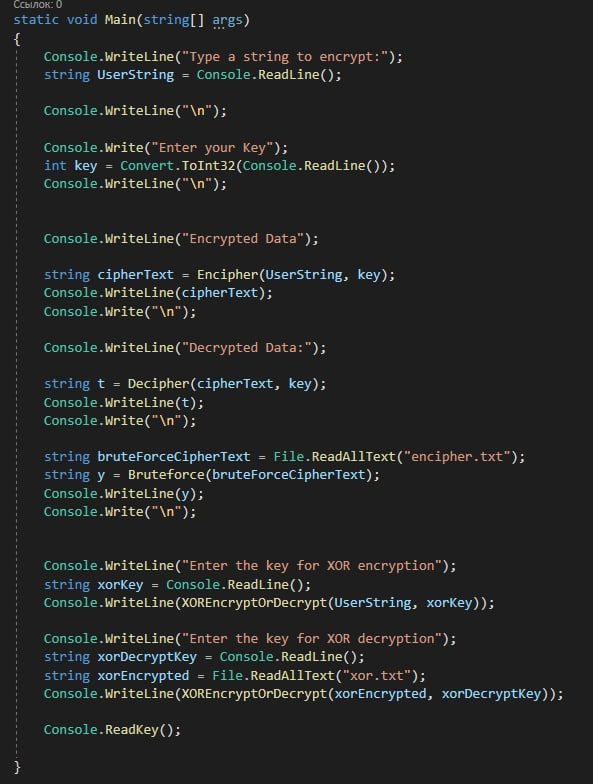 Ссылок: 0
static void Main(string[] args)
{
Console.WriteLine("Type a string to encrypt:");
string UserString = Console.ReadLine();
Console.WriteLine("\n");
Console.Write("Enter your Key");
int key = Convert.ToInt32(Console.ReadLine());
Console.WriteLine("\n");
Console.WriteLine("Encrypted Data");
string cipherText = Encipher(UserString, key);
Console.WriteLine(cipherText);
Console.Write("\n");
Console.WriteLine("Decrypted Data:");
string t = Decipher(cipherText, key);
Console.WriteLine(t);
Console.Write("\n");
string bruteForceCipherText = File.ReadAllText("encipher.txt");
string y = Bruteforce(bruteForceCipherText);
Console.WriteLine(y);
Console.Write("\n");
Console.WriteLine("Enter the key for XOR encryption");
string xorKey = Console.ReadLine();
Console.WriteLine(XOREncryptOrDecrypt(UserString, xorKey));
Console.WriteLine("Enter the key for XOR decryption");
string xorDecryptKey = Console.ReadLine();
string xorEncrypted = File.ReadAllText("xor.txt");
Console.WriteLine(XOREncryptOrDecrypt(xorEncrypted, xorDecryptKey));
Console.ReadKey();
}